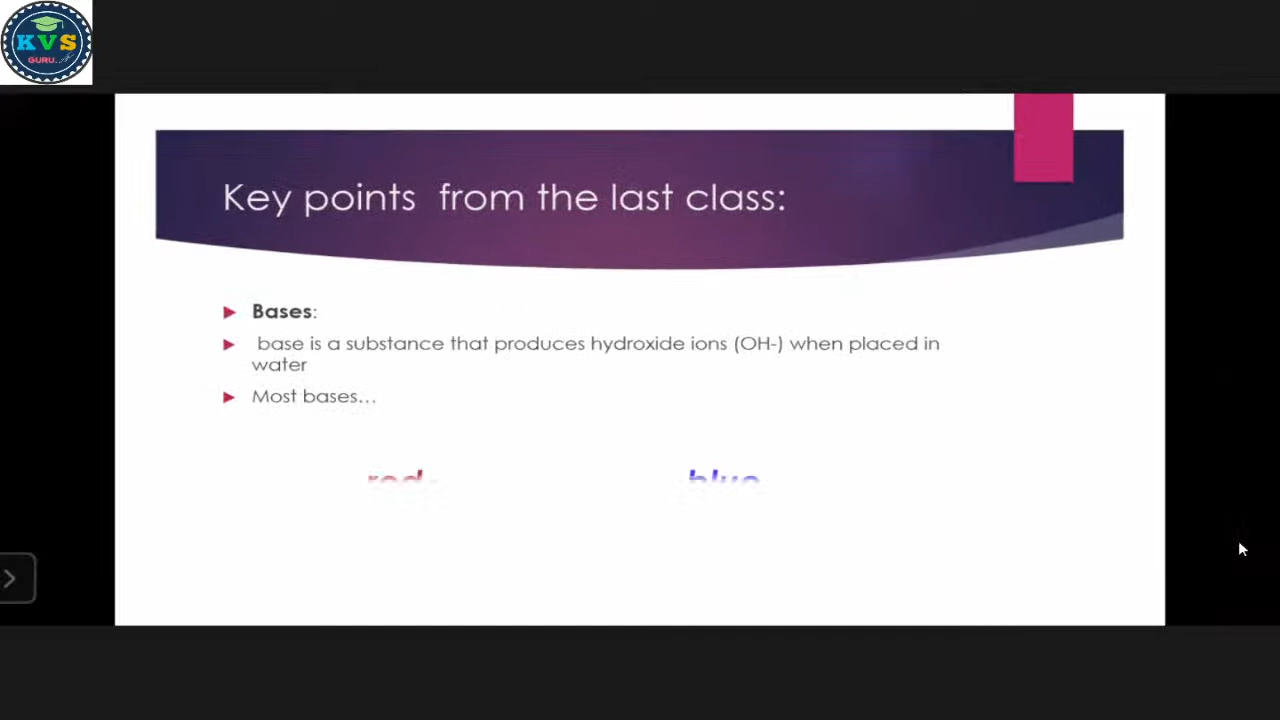 KVS
GURU
Key points from the last class:
Bases:
base is a substance that produces hydroxide ions (OH-) when placed in
water
Most bases…
red blue